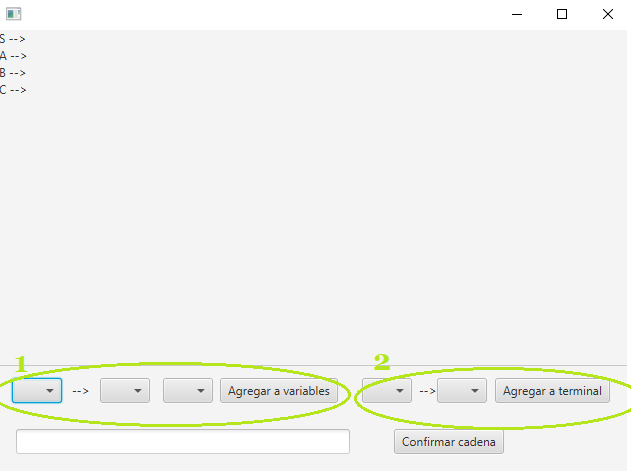 S -->
A -->
B -->
C -->
1
2
--> Agregar a variables --> Agregar a terminal
Confirmar cadena